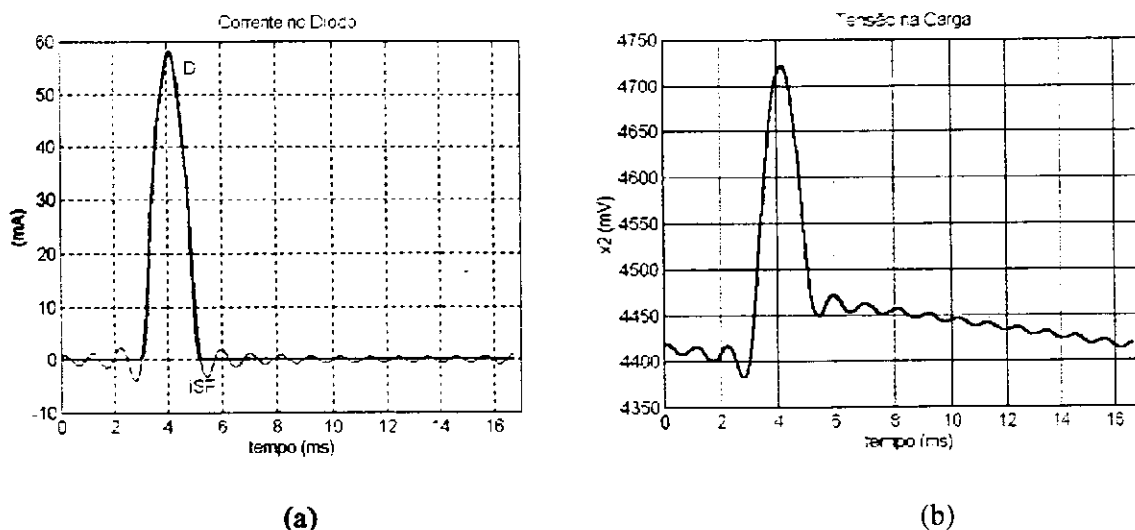 Corrente no Diodo
60
50
40
30
20
10
0
-10
(mA)
D
iSF
0 2 4 6 8 10 12 14 16
tempo (ms)
(a)
Tensão na Carga
4750
4700
4650
4600
4550
4500
4450
4400
4350
x2 (mV)
0 2 4 6 8 10 12 14 16
tempo (ms)
(b)